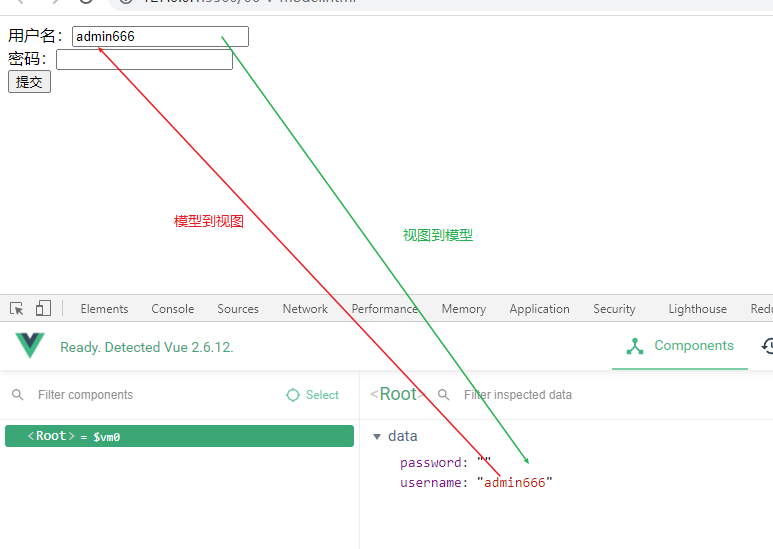 用户名：admin666
密码：
提交
模型到视图
视图到模型
Elements Console Sources Network Performance Memory Application Security Lighthouse Redu
Ready. Detected Vue 2.6.12.
Components
Filter components
Select
<Root>
Filter inspected data
<Root> = $vm0
data
password: ""
username: "admin666"